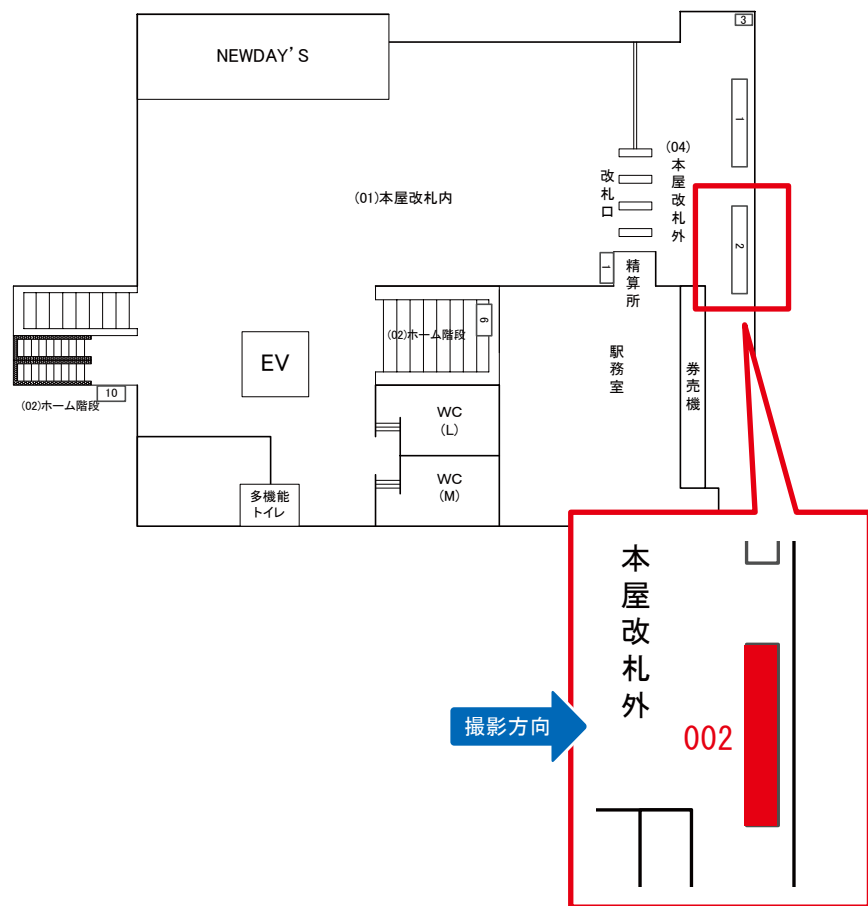 3
NEWDAY'S
1
(04)
本屋改札外
改札口
(01)本屋改札内
2
1
精算所
6
(02)ホーム階段
EV
駅務室
券売機
10
(02)ホーム階段
WC
(L)
WC
(M)
多機能
トイレ
本屋改札外
撮影方向
002